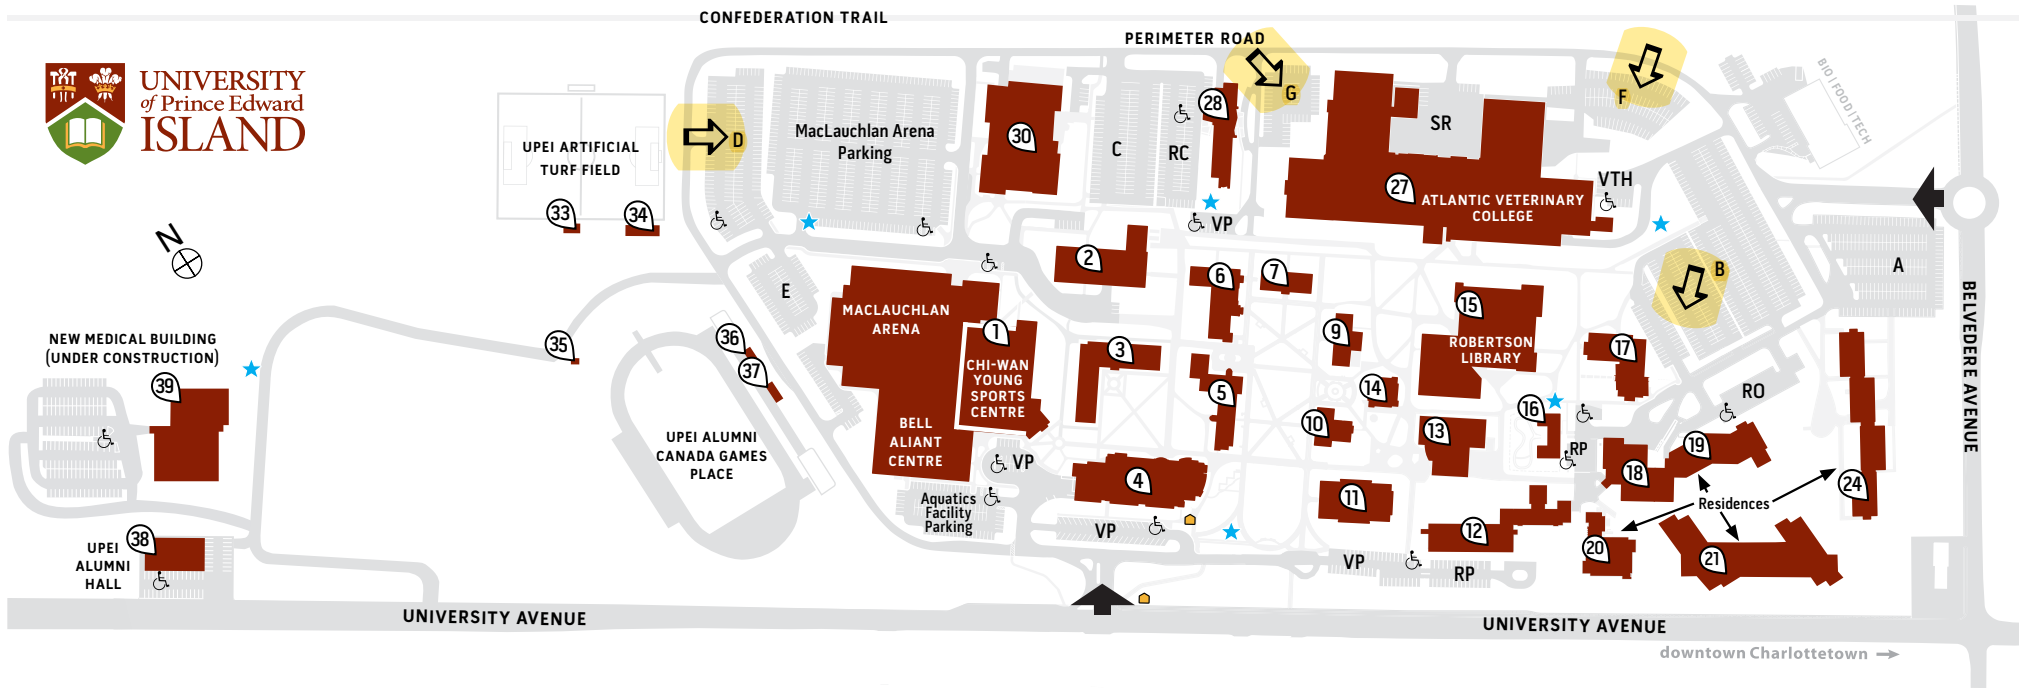 CONFEDERATION TRAIL
PERIMETER ROAD
UNIVERSITY
of Prince Edward
ISLAND
UPEI ARTIFICIAL
TURF FIELD
33
34
D
MacLauchlan Arena
Parking
30
C
RC
28
G
SR
F
BIO | FOOD | TECH
27
ATLANTIC VETERINARY
COLLEGE
VTH
VP
N
E
2
6
7
15
ROBERTSON
LIBRARY
B
A
BELVEDERE AVENUE
NEW MEDICAL BUILDING
(UNDER CONSTRUCTION)
39
35
36
37
MACLAUCHLAN
ARENA
1
CHI-WAN
YOUNG
SPORTS
CENTRE
BELL
ALIANT
CENTRE
3
5
9
14
10
13
16
17
RO
RP
18
19
24
Residences
UPEI ALUMNI
CANADA GAMES
PLACE
VP
Aquatics
Facility
Parking
4
11
12
20
21
VP
VP
RP
38
UPEI
ALUMNI
HALL
UNIVERSITY AVENUE
UNIVERSITY AVENUE
downtown Charlottetown